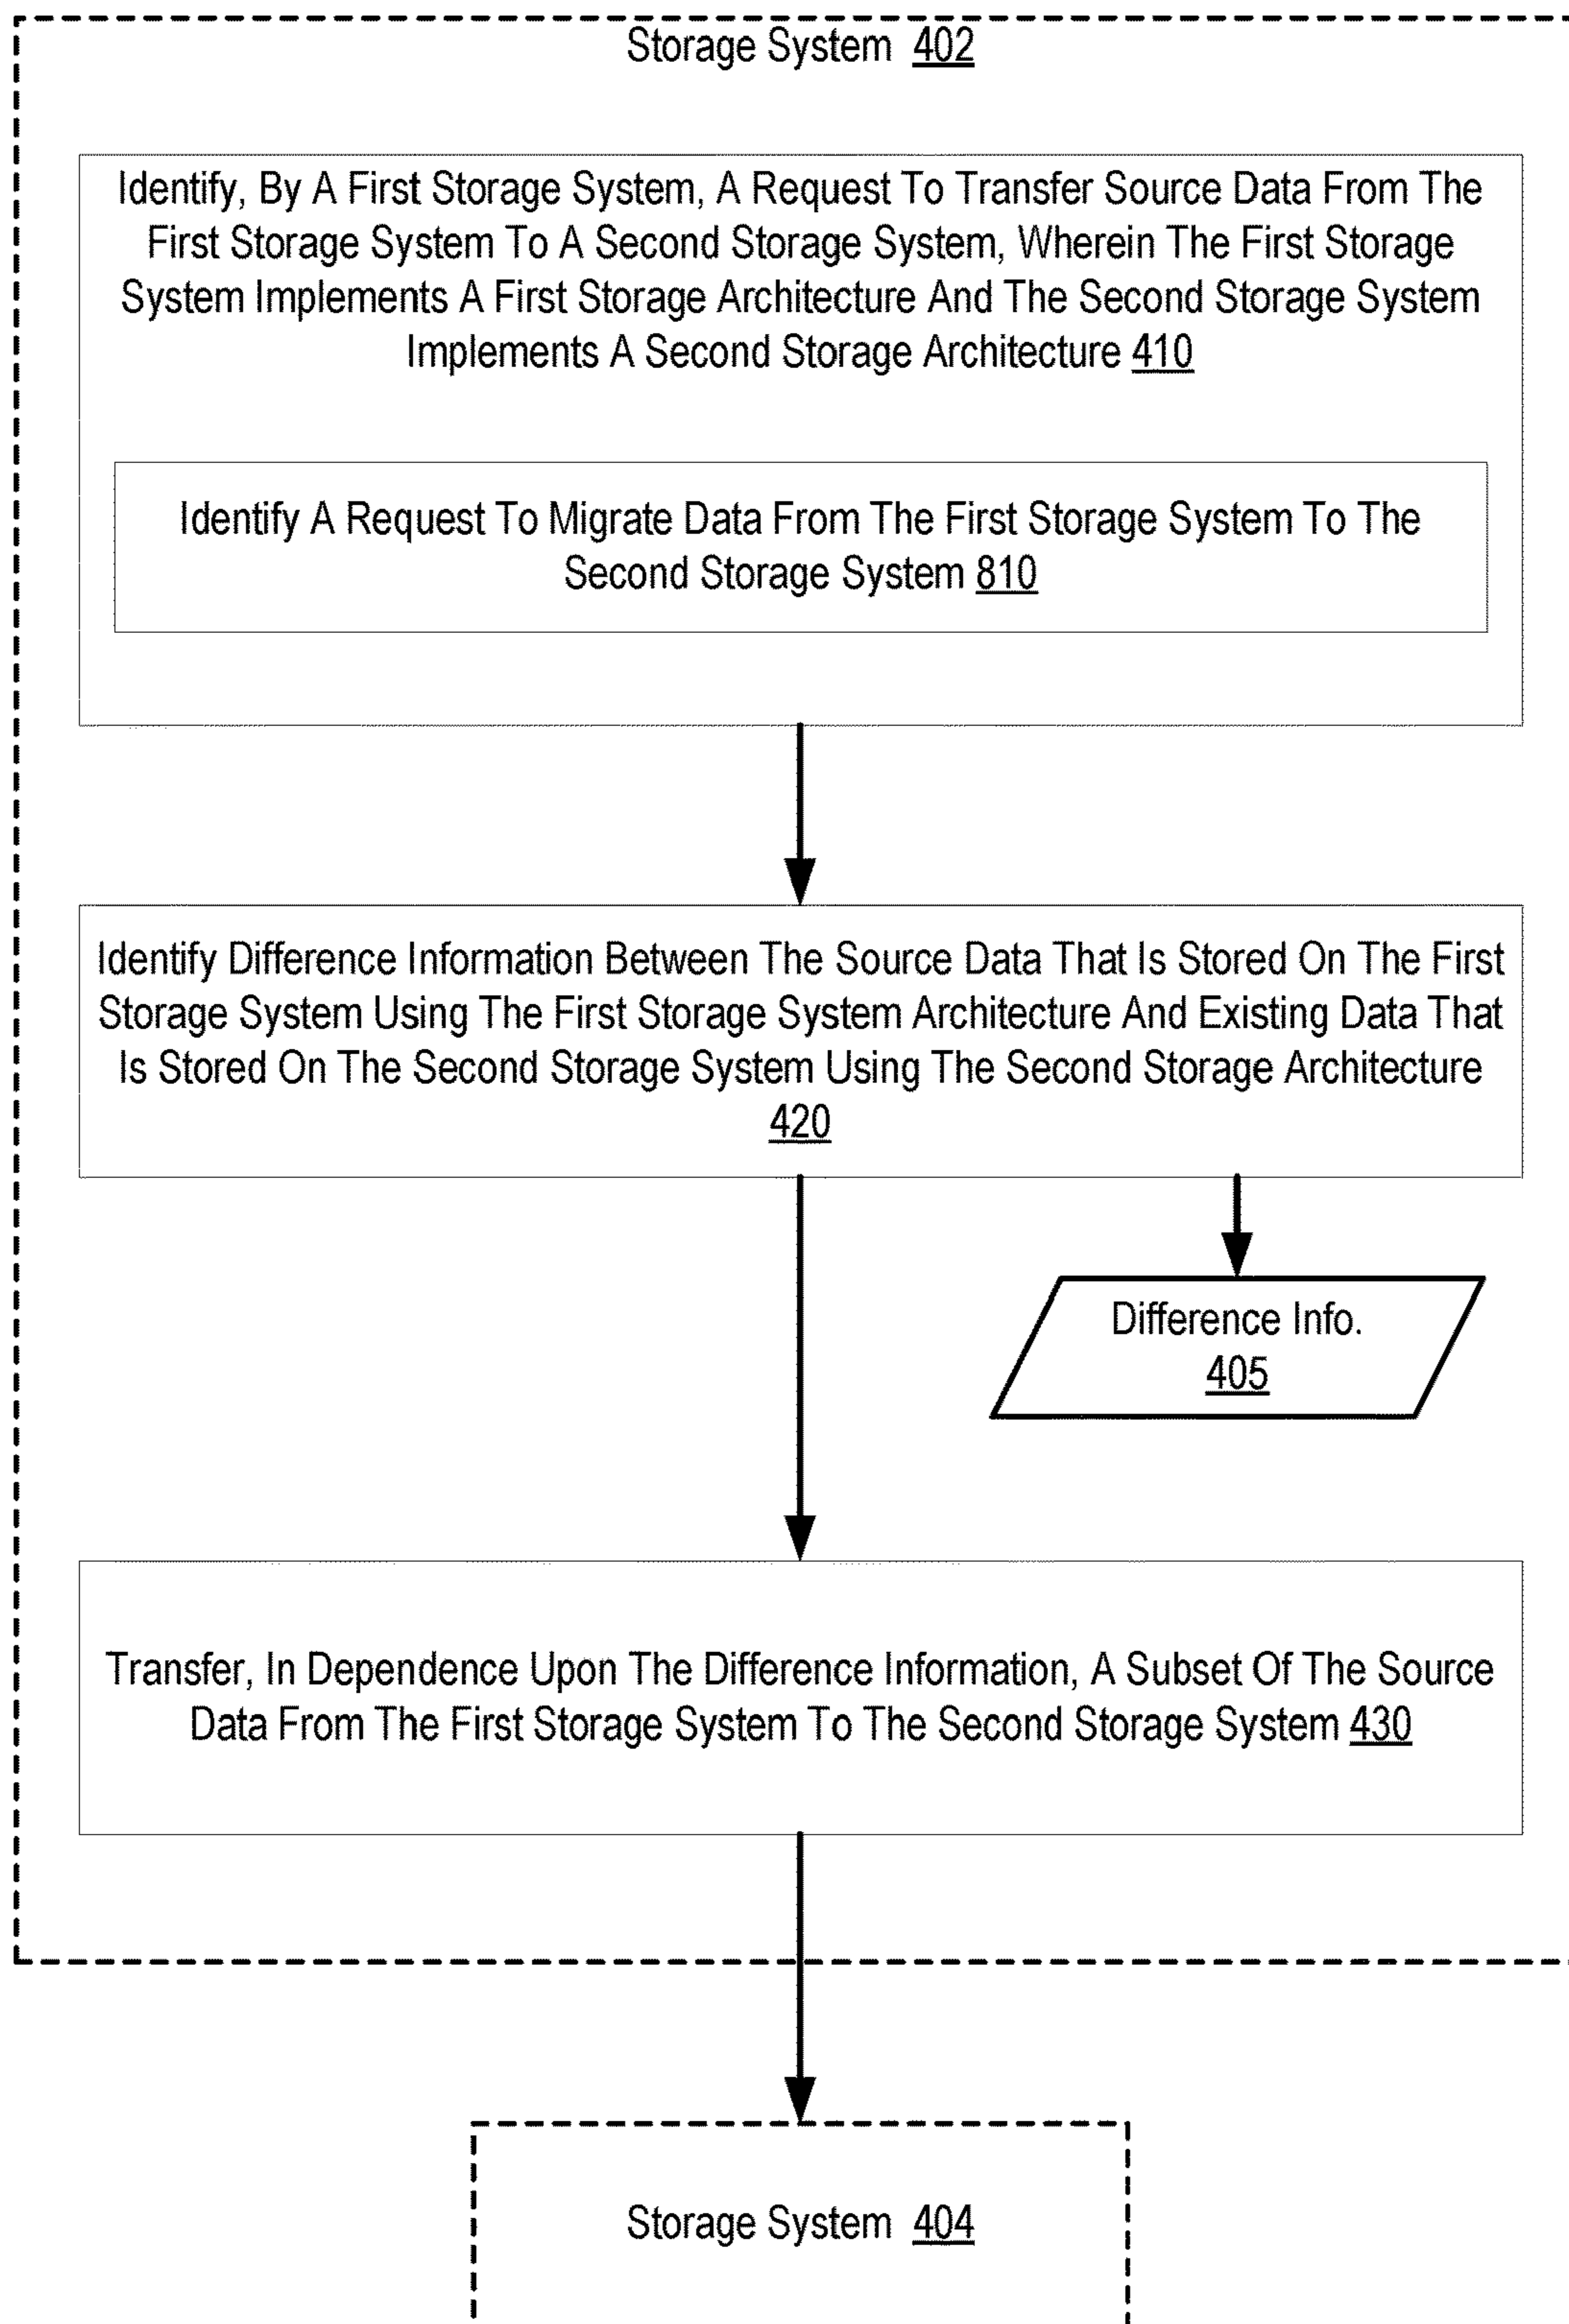 Storage System 402
Identify, By A First Storage System, A Request To Transfer Source Data From The
First Storage System To A Second Storage System, Wherein The First Storage
System Implements A First Storage Architecture And The Second Storage System
Implements A Second Storage Architecture 410
Identify A Request To Migrate Data From The First Storage System To The
Second Storage System 810
Identify Difference Information Between The Source Data That Is Stored On The First
Storage System Using The First Storage System Architecture And Existing Data That
Is Stored On The Second Storage System Using The Second Storage Architecture
420
Difference Info.
405
Transfer, In Dependence Upon The Difference Information, A Subset Of The Source
Data From The First Storage System To The Second Storage System 430
Storage System 404